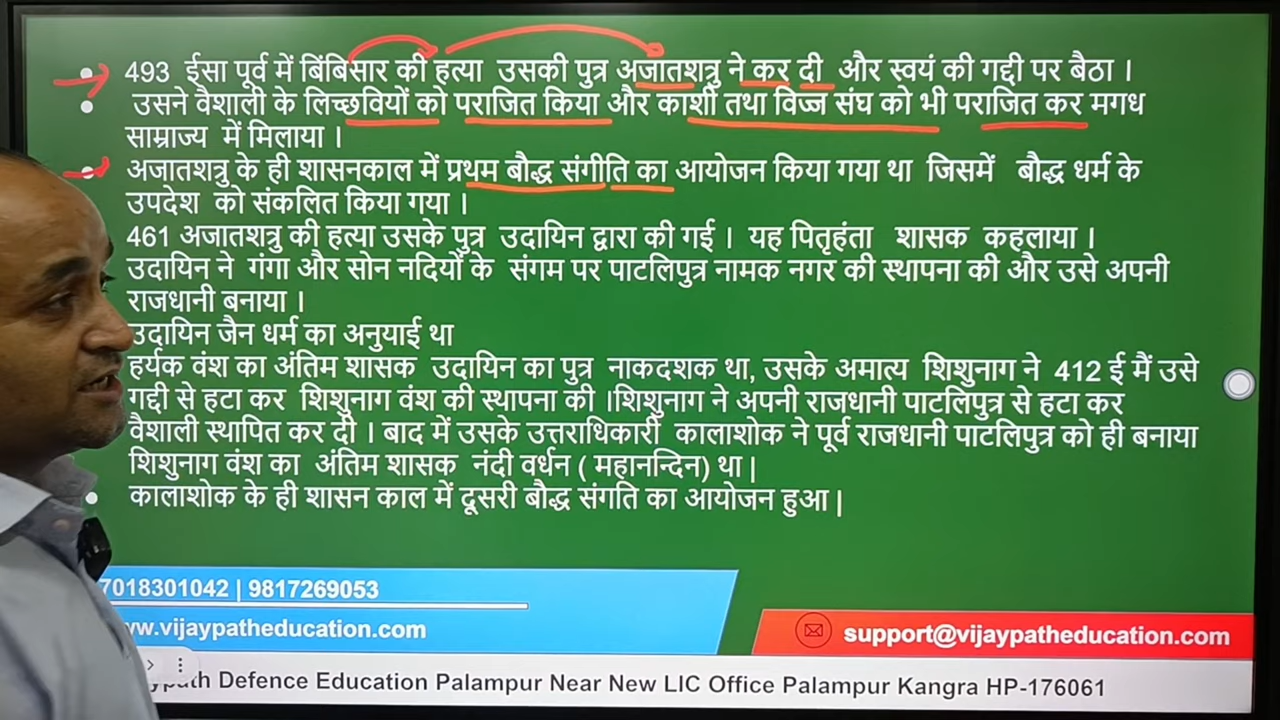 493 ईसा पूर्व में बिंबिसार की हत्या उसकी पुत्र अजातशत्रु ने कर दी और स्वयं की गद्दी पर बैठा ।
उसने वैशाली के लिच्छवियों को पराजित किया और काशी तथा विज्ज संघ को भी पराजित कर मगध
साम्राज्य में मिलाया ।
अजातशत्रु के ही शासनकाल में प्रथम बौद्ध संगीति का आयोजन किया गया था जिसमें बौद्ध धर्म के
उपदेश को संकलित किया गया ।
461 अजातशत्रु की हत्या उसके पुत्र उदायिन द्वारा की गई । यह पितृहंता शासक कहलाया ।
उदायिन ने गंगा और सोन नदियों के संगम पर पाटलिपुत्र नामक नगर की स्थापना की और उसे अपनी
राजधानी बनाया ।
उदायिन जैन धर्म का अनुयाई था
हर्यक वंश का अंतिम शासक उदायिन का पुत्र नाकदशक था, उसके अमात्य शिशुनाग ने 412 ई मैं उसे
गद्दी से हटा कर शिशुनाग वंश की स्थापना की ।शिशुनाग ने अपनी राजधानी पाटलिपुत्र से हटा कर
वैशाली स्थापित कर दी । बाद में उसके उत्तराधिकारी कालाशोक ने पूर्व राजधानी पाटलिपुत्र को ही बनाया
शिशुनाग वंश का अंतिम शासक नंदी वर्धन ( महानन्दिन) था |
कालाशोक के ही शासन काल में दूसरी बौद्ध संगति का आयोजन हुआ |
7018301042 | 9817269053
www.vijaypatheducation.com
support@vijaypatheducation.com
Defence Education Palampur Near New LIC Office Palampur Kangra HP-176061